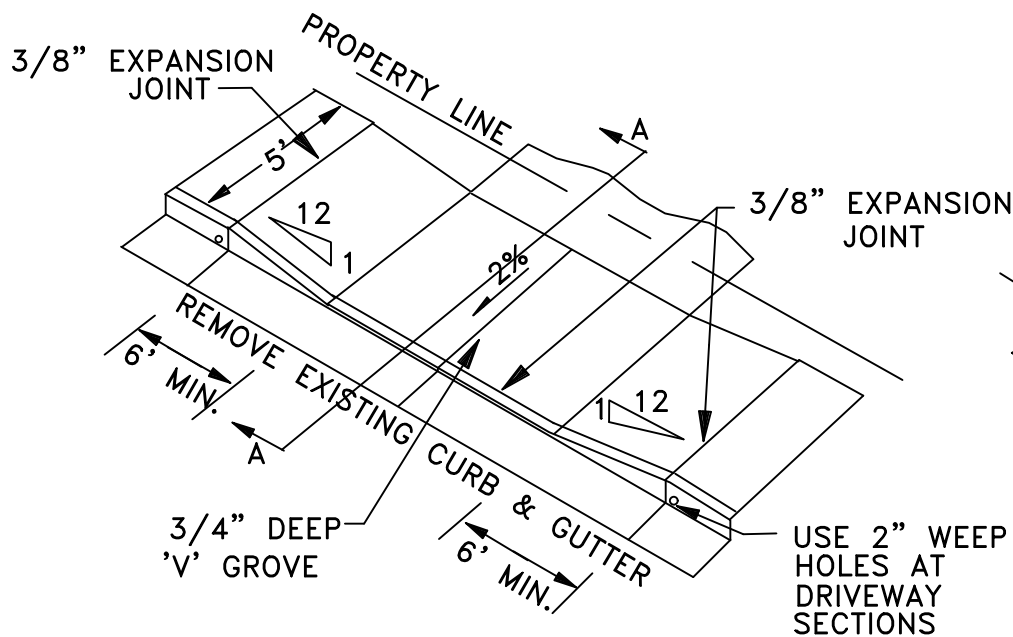 PROPERTY LINE
3/8” EXPANSION
JOINT
A
5'
3/8” EXPANSION
JOINT
12
1
2%
REMOVE EXISTING CURB & GUTTER
6' MIN.
1
12
A
3/4” DEEP
'V' GROVE
6' MIN.
USE 2” WEEP
HOLES AT
DRIVEWAY
SECTIONS